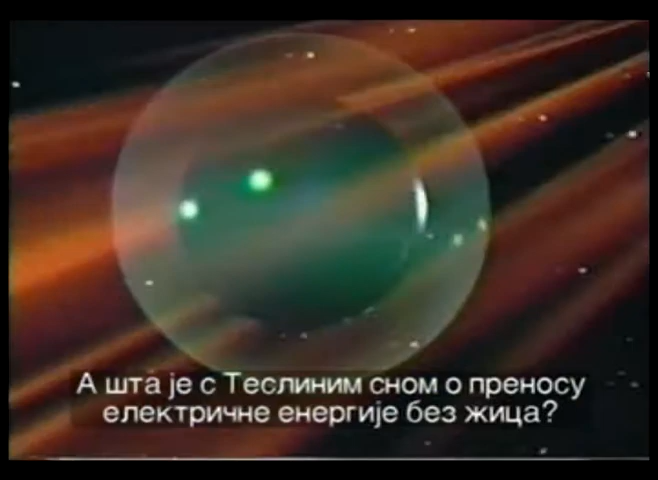 А шта је с Теслиним сном о преносу
електричне енергије без жица?